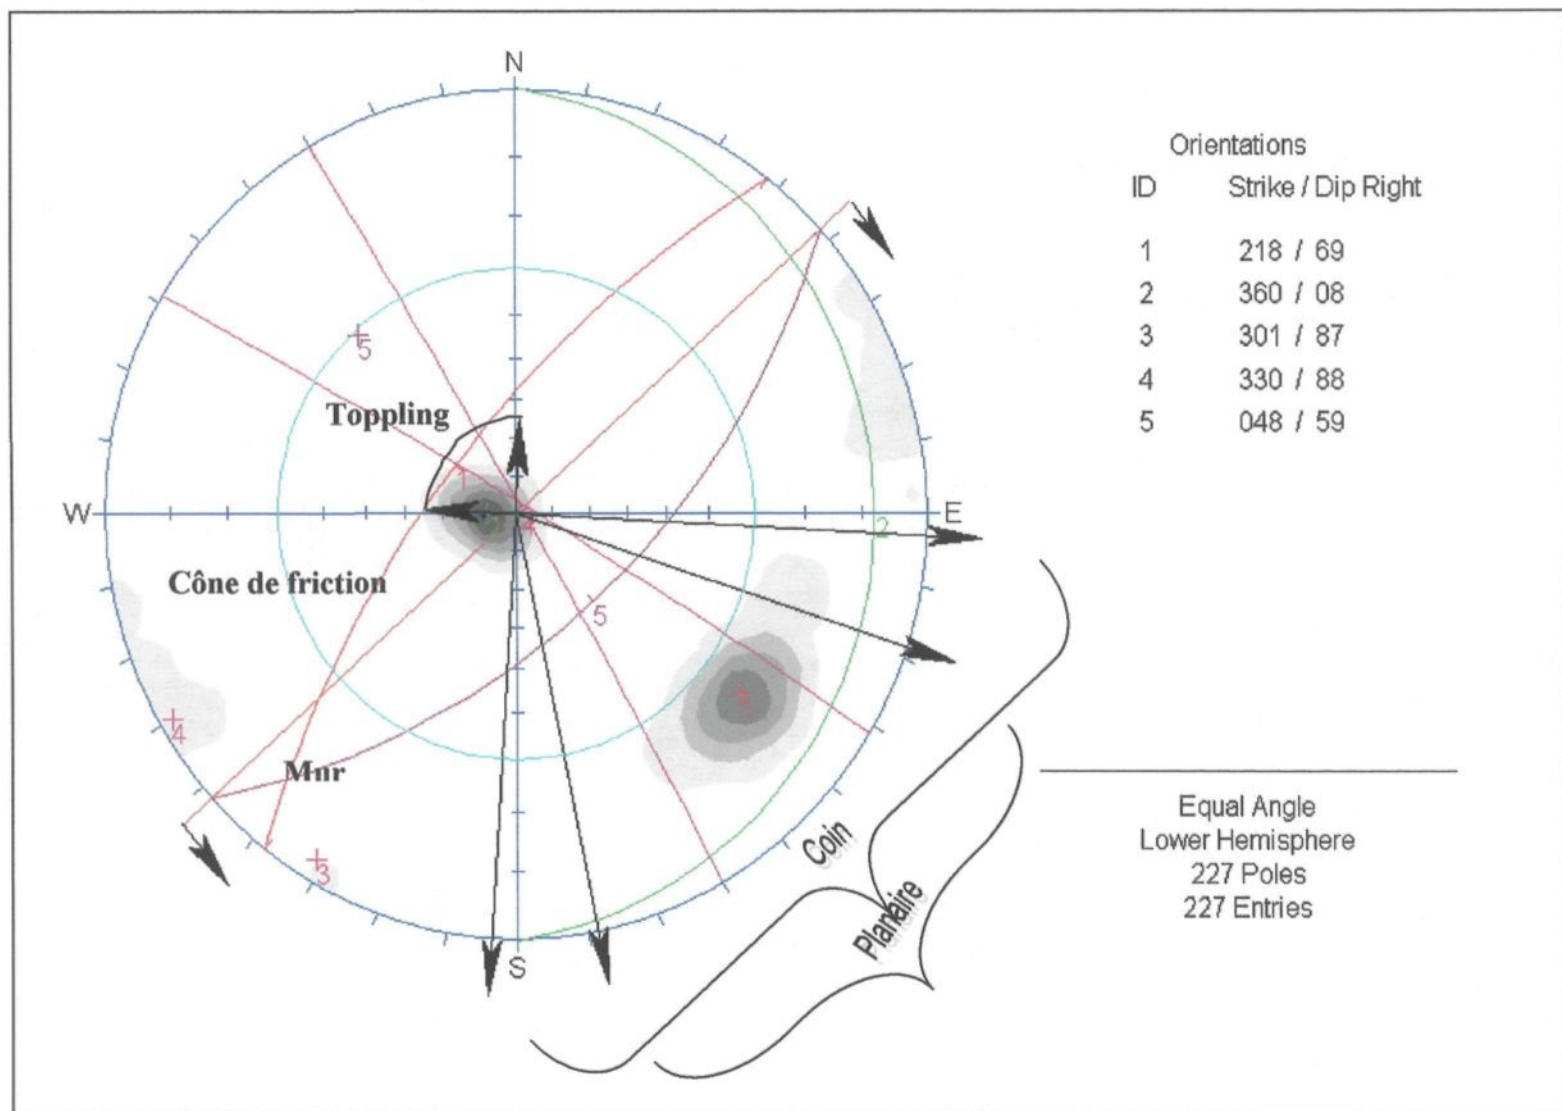 N
Orientations
ID Strike / Dip Right
1 218 / 69
2 360 / 08
3 301 / 87
4 330 / 88
5 048 / 59
5
Toppling
1
W
E
2
Cône de friction
5
4
Mur
3
S
Coin
Planaire
Equal Angle
Lower Hemisphere
227 Poles
227 Entries